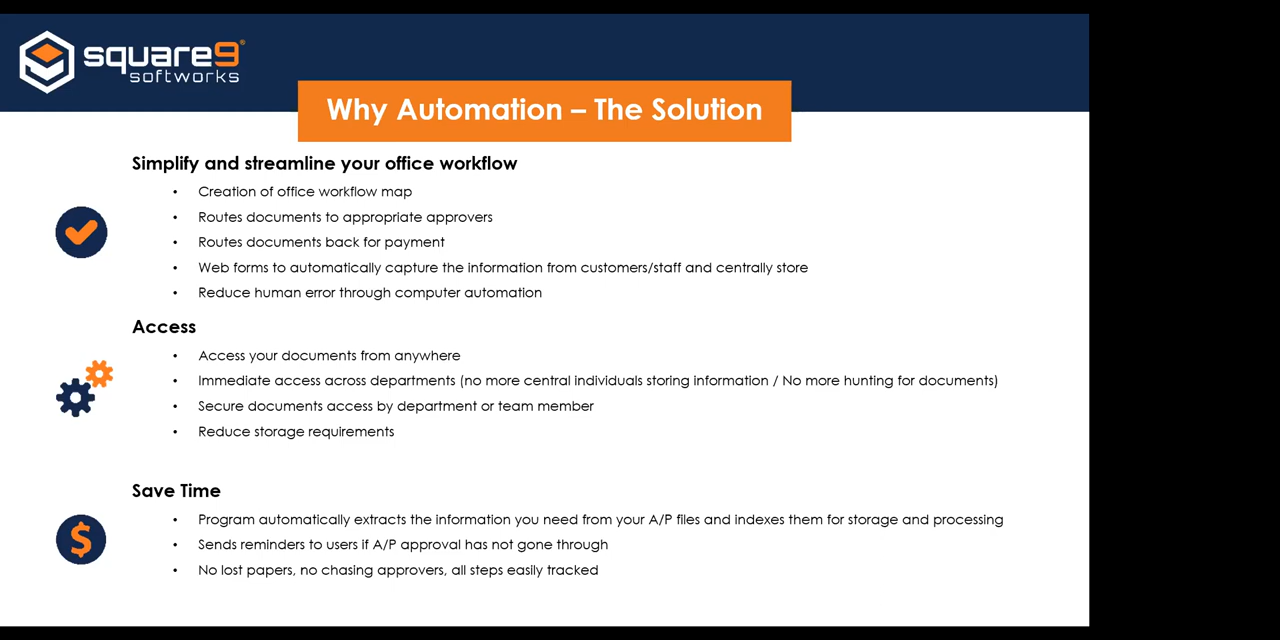 square9®
softworks
Why Automation – The Solution
Simplify and streamline your office workflow
• Creation of office workflow map
• Routes documents to appropriate approvers
• Routes documents back for payment
• Web forms to automatically capture the information from customers/staff and centrally store
• Reduce human error through computer automation
Access
• Access your documents from anywhere
• Immediate access across departments (no more central individuals storing information / No more hunting for documents)
• Secure documents access by department or team member
• Reduce storage requirements
Save Time
$
• Program automatically extracts the information you need from your A/P files and indexes them for storage and processing
• Sends reminders to users if A/P approval has not gone through
• No lost papers, no chasing approvers, all steps easily tracked